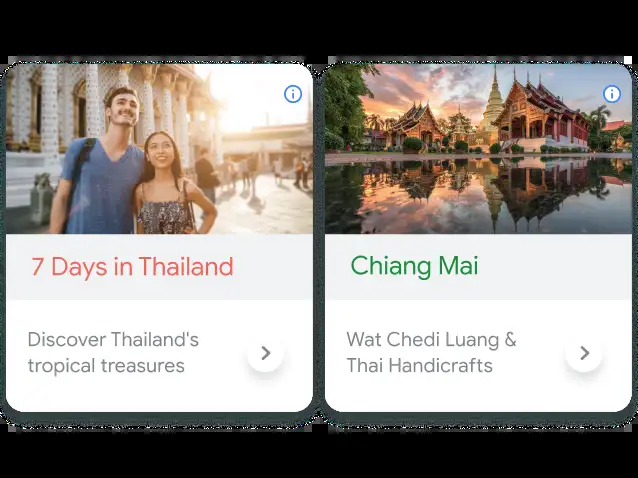 7 Days in Thailand
Discover Thailand's
tropical treasures
Chiang Mai
Wat Chedi Luang &
Thai Handicrafts